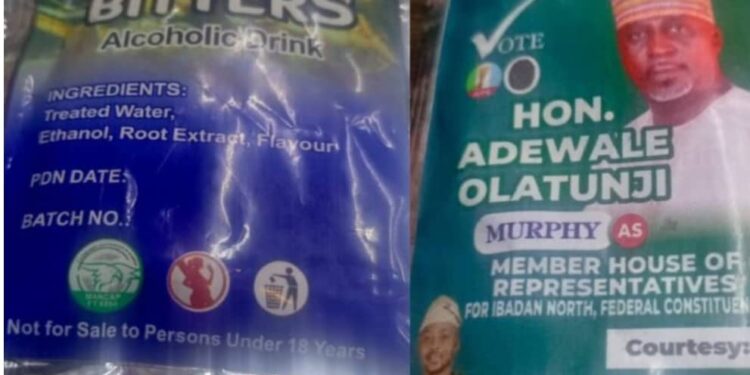 BITTERS
Alcoholic Drink
INGREDIENTS:
Treated Water,
Ethanol, Root Extract, Flavour
PDN DATE:
BATCH NO.:
MANCAP
Not for Sale to Persons Under 18 Years
VOTE
HON.
ADEWALE
OLATUNJI
MURPHY AS
MEMBER HOUSE OF
REPRESENTATIVES
FOR IBADAN NORTH, FEDERAL
Courtesy: